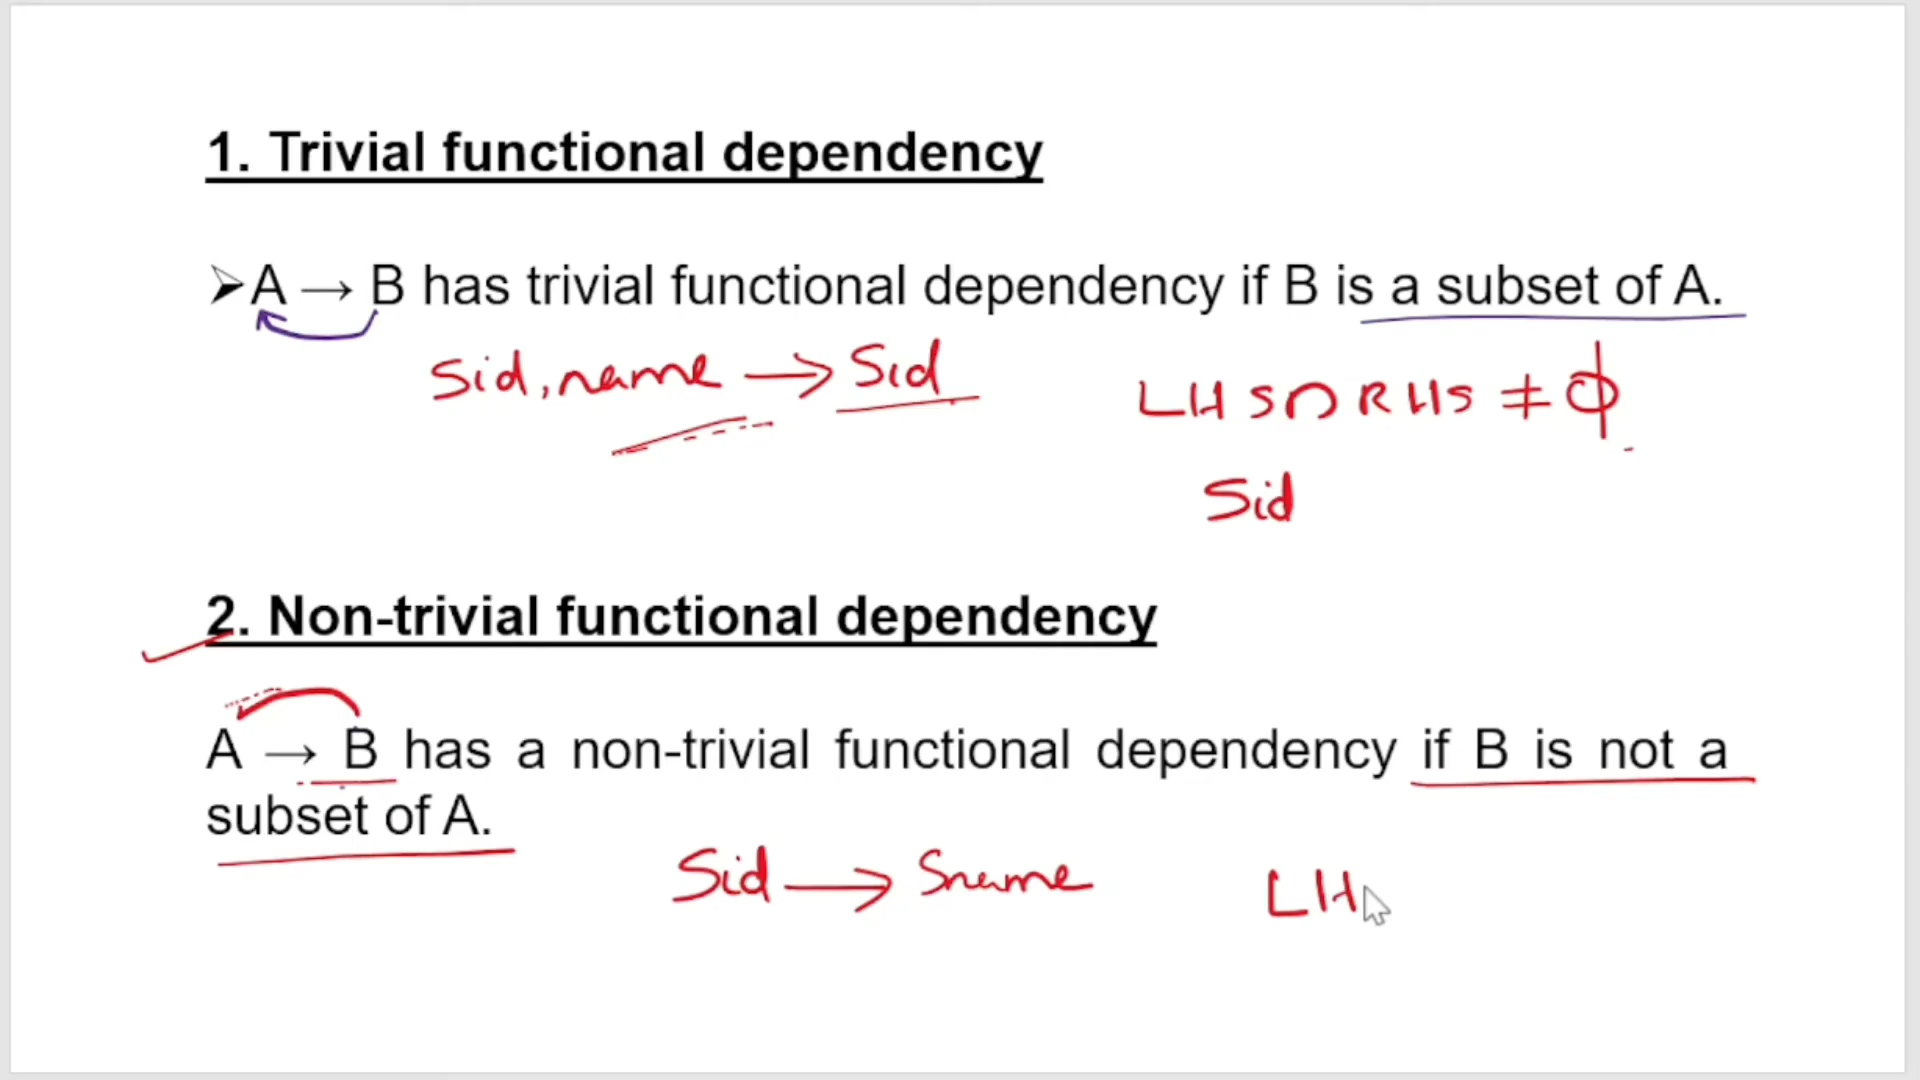 1. Trivial functional dependency
➢A → B has trivial functional dependency if B is a subset of A.
Sid, name → Sid
LHS ∩ RHS ≠ ϕ
Sid
2. Non-trivial functional dependency
A → B has a non-trivial functional dependency if B is not a
subset of A.
Sid → Sname
LH